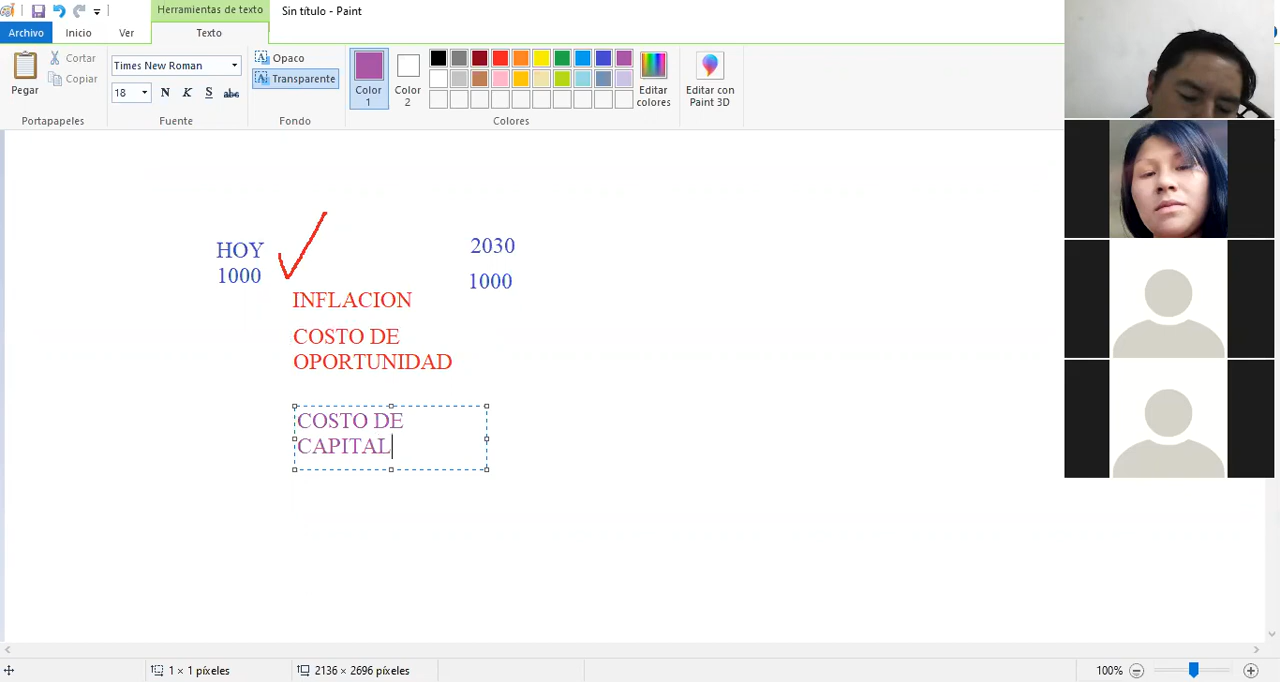 Herramientas de texto
Sin título - Paint
Archivo
Inicio
Ver
Texto
Pegar
Cortar
Copiar
Portapapeles
Times New Roman
18
N K S abc
Fuente
Opaco
Transparente
Fondo
Color 1
Color 2
Editar colores
Colores
Editar con Paint 3D
HOY
1000
2030
1000
INFLACION
COSTO DE
OPORTUNIDAD
COSTO DE
CAPITAL
1 × 1 píxeles
2136 × 2696 píxeles
100%